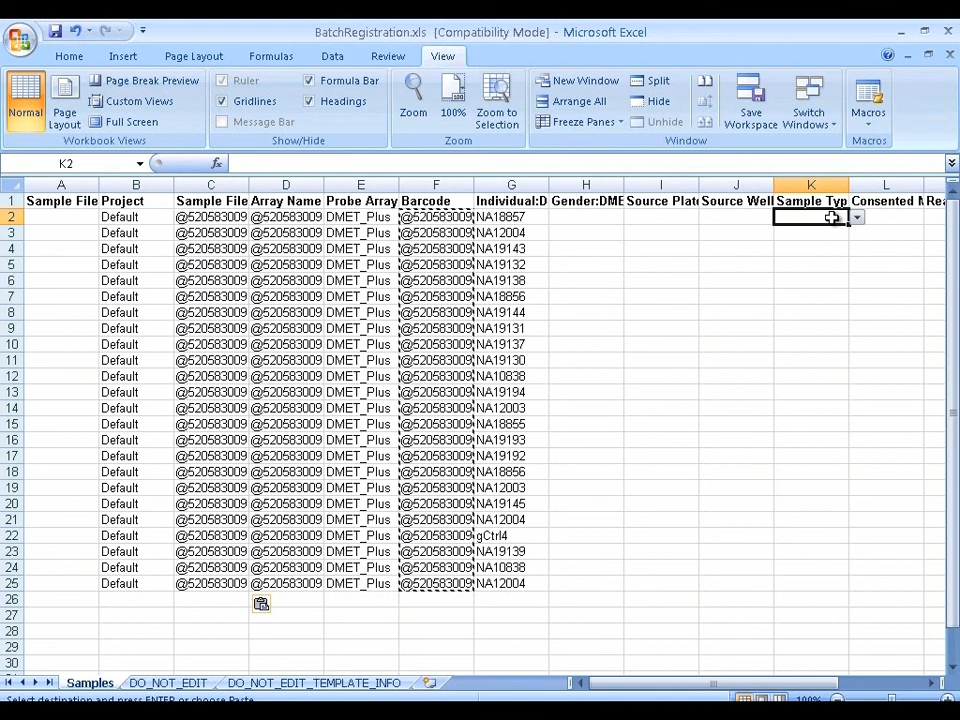 BatchRegistration.xls [Compatibility Mode] - Microsoft Excel
Home Insert Page Layout Formulas Data Review View
Normal Page Layout Page Break Preview Custom Views Full Screen
Workbook Views
Ruler Formula Bar
Gridlines Headings
Message Bar
Show/Hide
Zoom 100% Zoom to Selection
Zoom
New Window Arrange All Freeze Panes Split Hide Unhide Save Workspace Switch Windows
Window
Macros
Macros
K2 fx
A B C D E F G H I J K L
1 Sample File Project Sample File Array Name Probe Array Barcode Individual:D Gender:DME Source Plate Source Well Sample Typ Consented M Rea
2 Default @520583009 @520583009 DMET_Plus @520583009 NA18857
3 Default @520583009 @520583009 DMET_Plus @520583009 NA12004
4 Default @520583009 @520583009 DMET_Plus @520583009 NA19143
5 Default @520583009 @520583009 DMET_Plus @520583009 NA19132
6 Default @520583009 @520583009 DMET_Plus @520583009 NA19138
7 Default @520583009 @520583009 DMET_Plus @520583009 NA18856
8 Default @520583009 @520583009 DMET_Plus @520583009 NA19144
9 Default @520583009 @520583009 DMET_Plus @520583009 NA19131
10 Default @520583009 @520583009 DMET_Plus @520583009 NA19137
11 Default @520583009 @520583009 DMET_Plus @520583009 NA19130
12 Default @520583009 @520583009 DMET_Plus @520583009 NA10838
13 Default @520583009 @520583009 DMET_Plus @520583009 NA19194
14 Default @520583009 @520583009 DMET_Plus @520583009 NA12003
15 Default @520583009 @520583009 DMET_Plus @520583009 NA18855
16 Default @520583009 @520583009 DMET_Plus @520583009 NA19193
17 Default @520583009 @520583009 DMET_Plus @520583009 NA19192
18 Default @520583009 @520583009 DMET_Plus @520583009 NA18856
19 Default @520583009 @520583009 DMET_Plus @520583009 NA12003
20 Default @520583009 @520583009 DMET_Plus @520583009 NA19145
21 Default @520583009 @520583009 DMET_Plus @520583009 NA12004
22 Default @520583009 @520583009 DMET_Plus @520583009 gCtrl4
23 Default @520583009 @520583009 DMET_Plus @520583009 NA19139
24 Default @520583009 @520583009 DMET_Plus @520583009 NA10838
25 Default @520583009 @520583009 DMET_Plus @520583009 NA12004
26
27
28
29
30
Samples DO_NOT_EDIT DO_NOT_EDIT_TEMPLATE_INFO
Select destination and press ENTER or choose Paste 100%